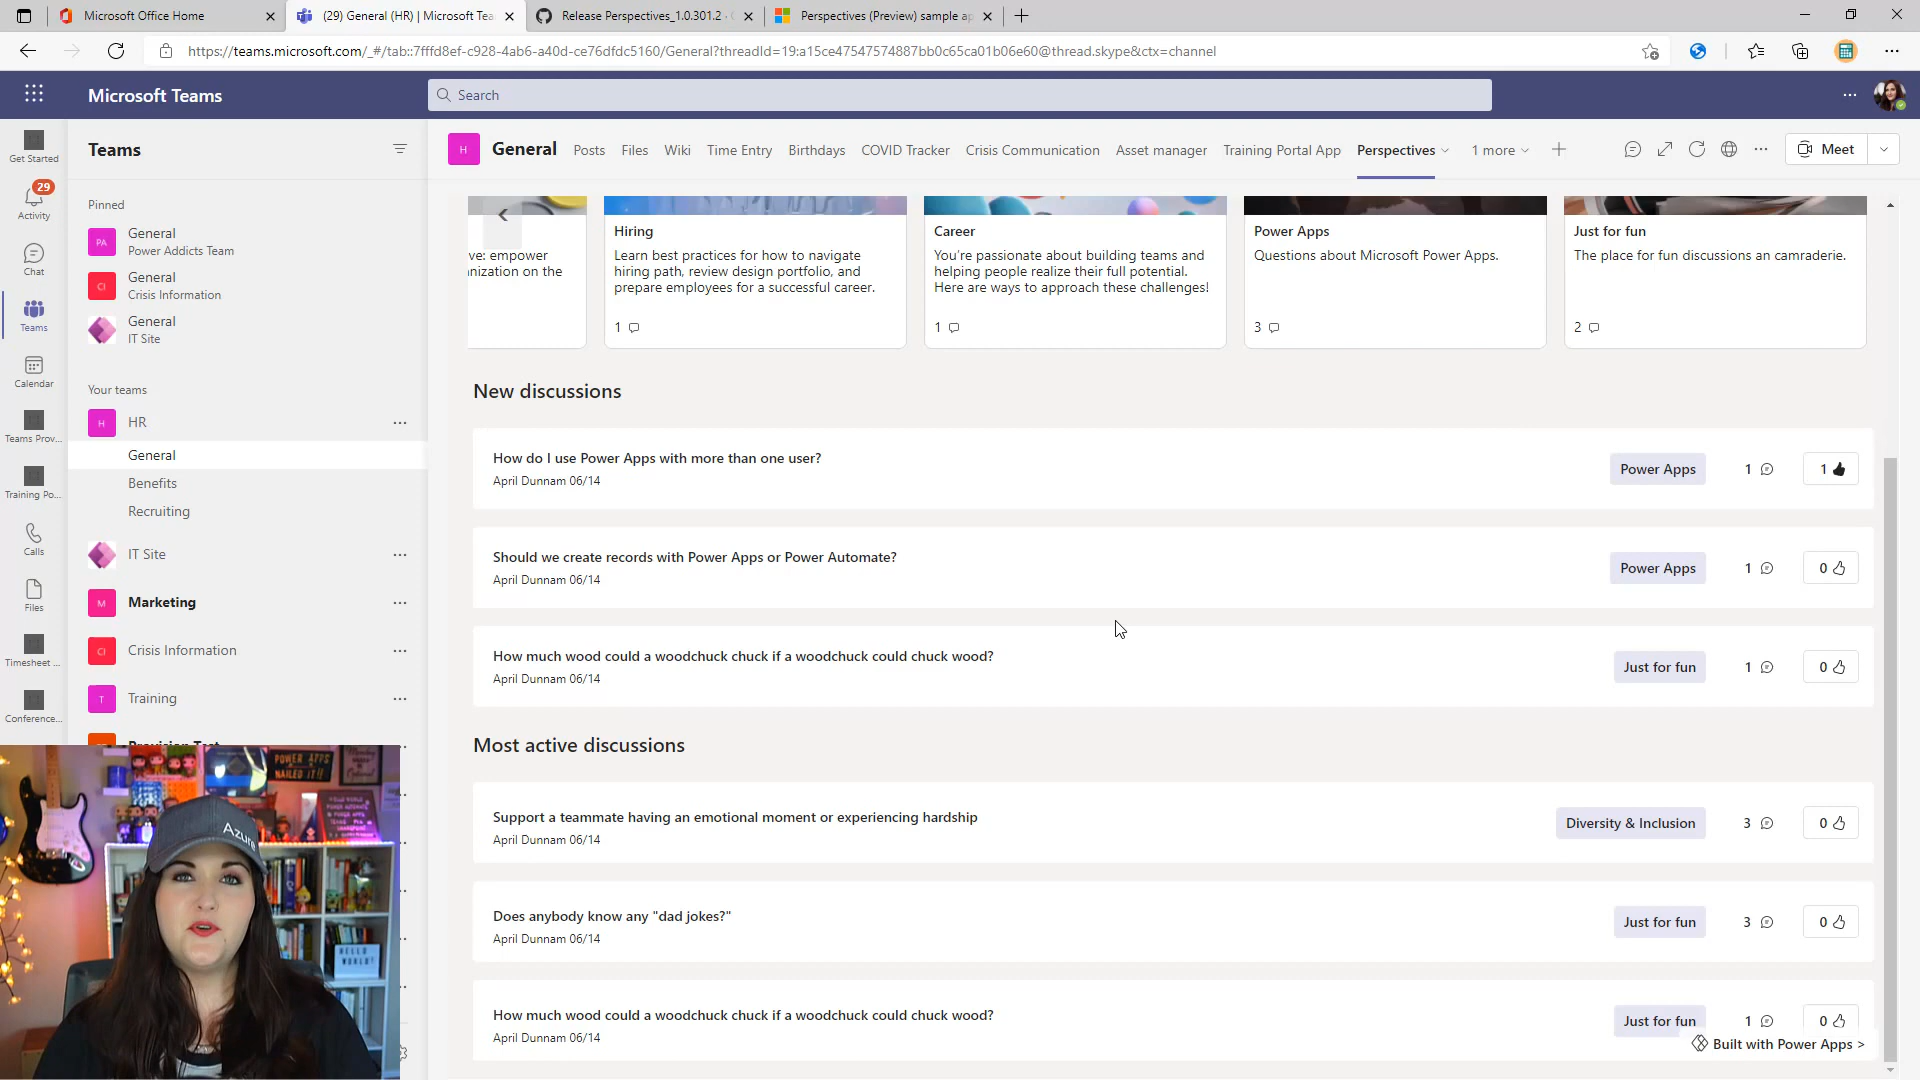 Microsoft Office Home
(29) General (HR) | Microsoft Tea
Release Perspectives_1.0.301.2 ·
Perspectives (Preview) sample ap
https://teams.microsoft.com/_#/tab::7fffd8ef-c928-4ab6-a40d-ce76dfdc5160/General?threadId=19:a15ce47547574887bb0c65ca01b06e60@thread.skype&ctx=channel
Microsoft Teams
Search
Get Started
29
Activity
Chat
Teams
Calendar
Teams Prov...
Training Po...
Calls
Files
Timesheet ...
Conference...
Teams
Pinned
PA
General
Power Addicts Team
CI
General
Crisis Information
General
IT Site
Your teams
H
HR
General
Benefits
Recruiting
IT Site
M
Marketing
CI
Crisis Information
T
Training
Provision Test
H
General
Posts
Files
Wiki
Time Entry
Birthdays
COVID Tracker
Crisis Communication
Asset manager
Training Portal App
Perspectives
1 more
Meet
ve: empower
nization on the
Hiring
Learn best practices for how to navigate
hiring path, review design portfolio, and
prepare employees for a successful career.
1
Career
You're passionate about building teams and
helping people realize their full potential.
Here are ways to approach these challenges!
1
Power Apps
Questions about Microsoft Power Apps.
3
Just for fun
The place for fun discussions an camraderie.
2
New discussions
How do I use Power Apps with more than one user?
April Dunnam 06/14
Power Apps
1
1
Should we create records with Power Apps or Power Automate?
April Dunnam 06/14
Power Apps
1
0
How much wood could a woodchuck chuck if a woodchuck could chuck wood?
April Dunnam 06/14
Just for fun
1
0
Most active discussions
Support a teammate having an emotional moment or experiencing hardship
April Dunnam 06/14
Diversity & Inclusion
3
0
Does anybody know any "dad jokes?"
April Dunnam 06/14
Just for fun
3
0
How much wood could a woodchuck chuck if a woodchuck could chuck wood?
April Dunnam 06/14
Just for fun
1
0
Built with Power Apps >
POWER APPS
NAILED IT!!
Azure
HELLO
WORLD!